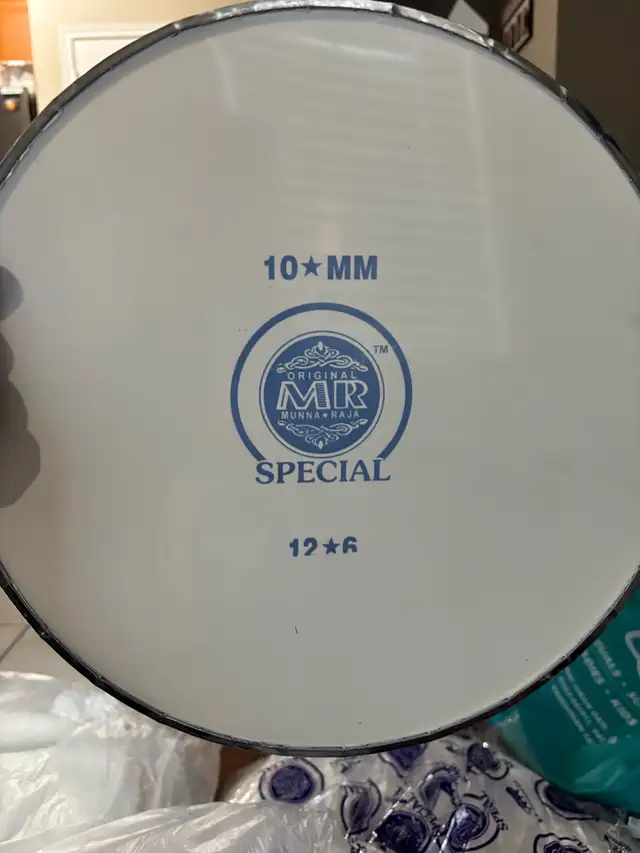 10★MM
TM
ORIGINAL
MR
MUNNA★RAJA
SPECIAL
12★6